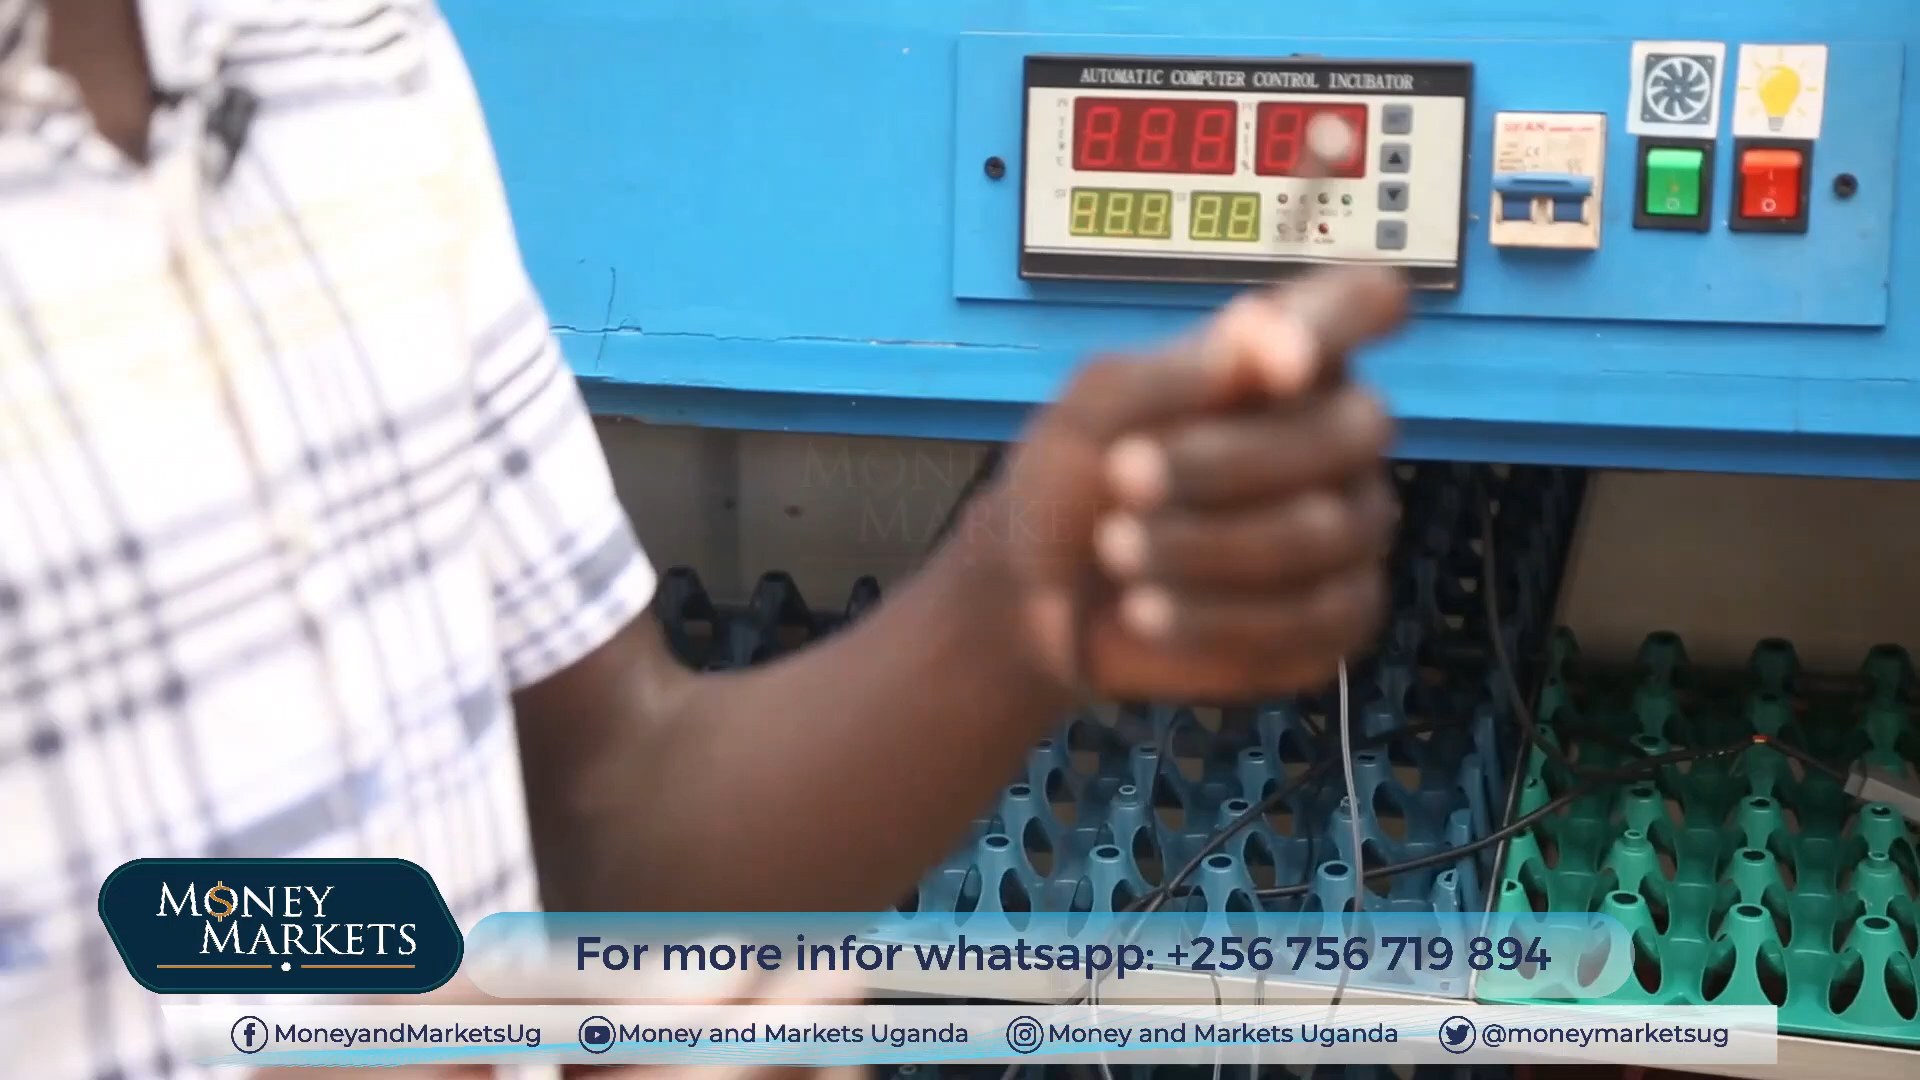 AUTOMATIC COMPUTER CONTROL INCUBATOR
MONEY
MARKETS
For more infor whatsapp: +256 756 719 894
MoneyandMarketsUg
Money and Markets Uganda
Money and Markets Uganda
@moneymarketsug